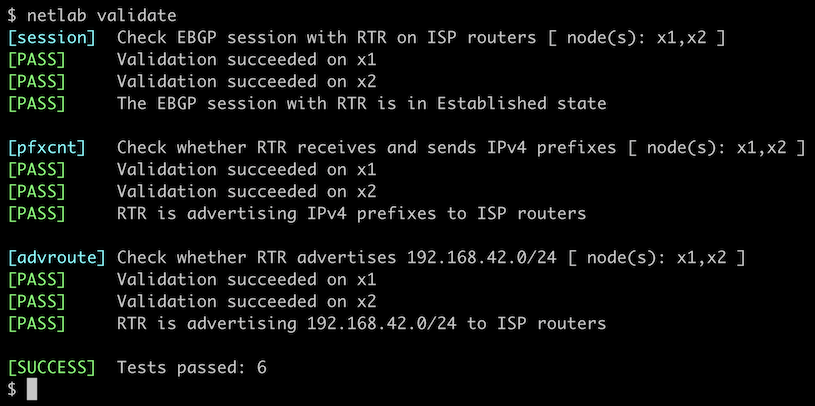 $ netlab validate
[session]  Check EBGP session with RTR on ISP routers [ node(s): x1,x2 ]
[PASS]     Validation succeeded on x1
[PASS]     Validation succeeded on x2
[PASS]     The EBGP session with RTR is in Established state
[pfxcnt]   Check whether RTR receives and sends IPv4 prefixes [ node(s): x1,x2 ]
[PASS]     Validation succeeded on x1
[PASS]     Validation succeeded on x2
[PASS]     RTR is advertising IPv4 prefixes to ISP routers
[advroute] Check whether RTR advertises 192.168.42.0/24 [ node(s): x1,x2 ]
[PASS]     Validation succeeded on x1
[PASS]     Validation succeeded on x2
[PASS]     RTR is advertising 192.168.42.0/24 to ISP routers
[SUCCESS]  Tests passed: 6
$